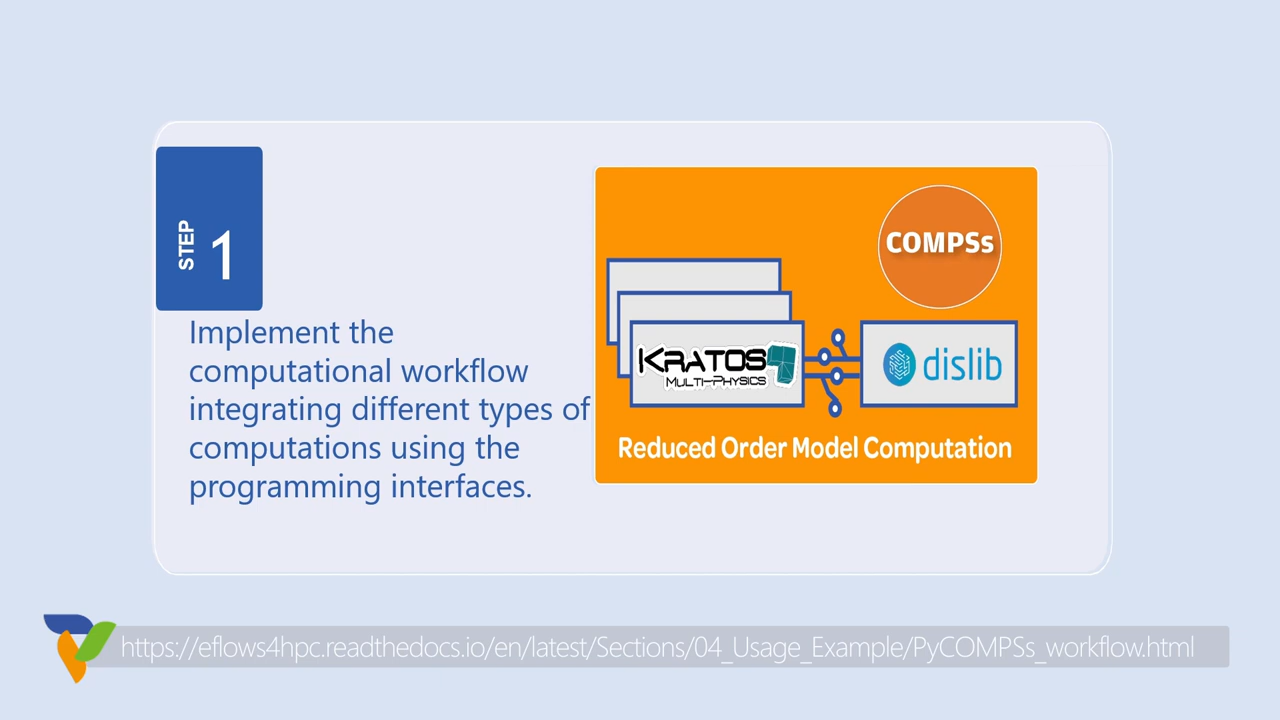 STEP 1
Implement the
computational workflow
integrating different types of
computations using the
programming interfaces.
COMPSs
KRATOS
MULTI-PHYSICS
dislib
Reduced Order Model Computation
https://eflows4hpc.readthedocs.io/en/latest/Sections/04_Usage_Example/PyCOMPSs_workflow.html